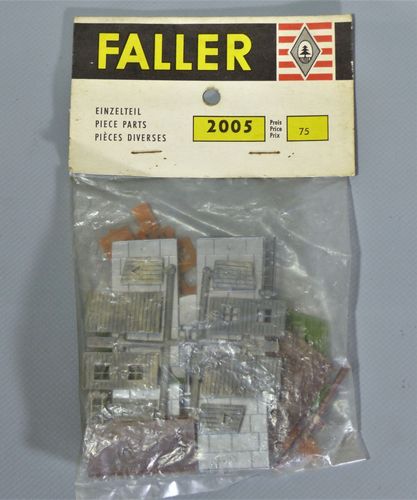 FALLER
EINZELTEIL
PIECE PARTS
PIÈCES DIVERSES
2005
Preis
Price
Prix
75